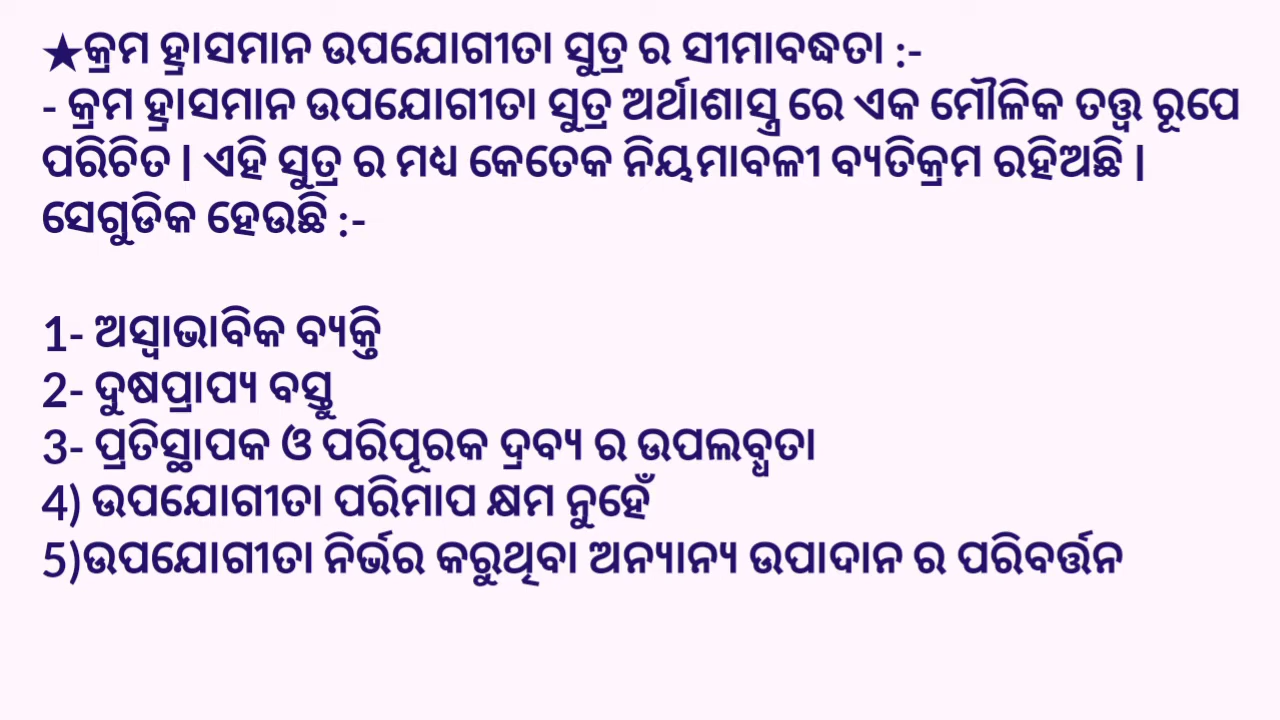 ★କ୍ରମ ହ୍ରାସମାନ ଉପଯୋଗୀତା ସୁତ୍ର ର ସୀମାବଦ୍ଧତା :-
- କ୍ରମ ହ୍ରାସମାନ ଉପଯୋଗୀତା ସୁତ୍ର ଅର୍ଥାଶାସ୍ତ୍ର ରେ ଏକ ମୌଳିକ ତତ୍ତ୍ୱ ରୂପେ
ପରିଚିତ | ଏହି ସୁତ୍ର ର ମଧ୍ୟ କେତେକ ନିୟମାବଳୀ ବ୍ୟତିକ୍ରମ ରହିଅଛି |
ସେଗୁଡିକ ହେଉଛି :-
1- ଅସ୍ୱାଭାବିକ ବ୍ୟକ୍ତି
2- ଦୁଷପ୍ରାପ୍ୟ ବସ୍ତୁ
3- ପ୍ରତିସ୍ଥାପକ ଓ ପରିପୂରକ ଦ୍ରବ୍ୟ ର ଉପଲବ୍ଧତା
4) ଉପଯୋଗୀତା ପରିମାପ କ୍ଷମ ନୁହେଁ
5)ଉପଯୋଗୀତା ନିର୍ଭର କରୁଥିବା ଅନ୍ୟାନ୍ୟ ଉପାଦାନ ର ପରିବର୍ତ୍ତନ